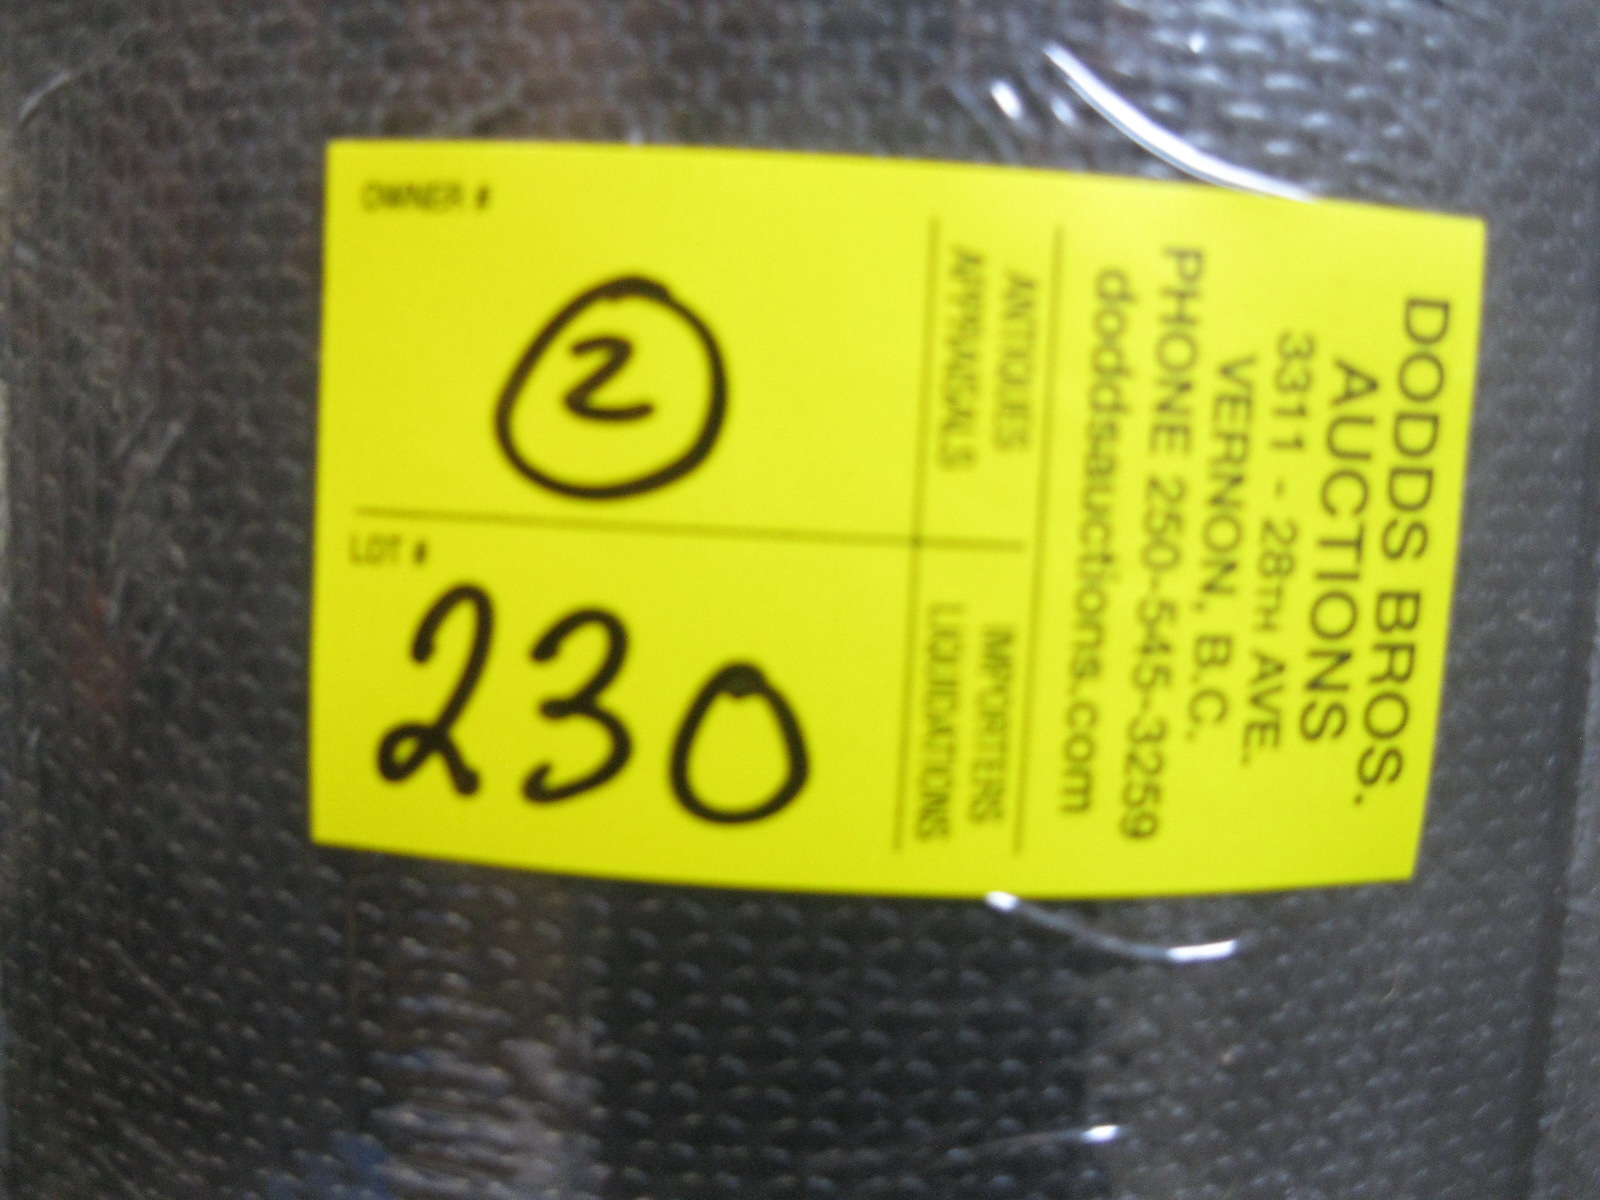 DODDS BROS.
AUCTIONS
3311 - 28TH AVE.
VERNON, B.C.
PHONE 250-545-3259
doddsauctions.com
ANTIQUES
APPRAISALS
IMPORTERS
LIQUIDATIONS
OWNER #
2
LOT #
230